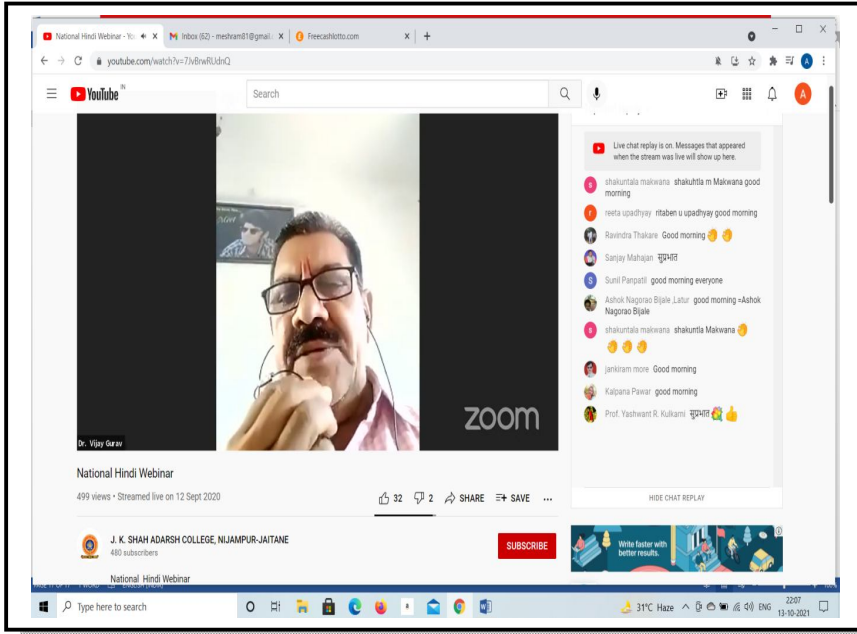 National Hindi Webinar - Yo
Inbox (62) - meshram81@gmail.c
Freecashlotto.com
youtube.com/watch?v=7JvBrwRUdnQ
A
YouTube IN
Search
A
Live chat replay is on. Messages that appeared
when the stream was live will show up here.
shakuntala makwana shakuhtla m Makwana good
morning
reeta upadhyay ritaben u upadhyay good morning
Ravindra Thakare Good morning 👏 👏
Sanjay Mahajan सुप्रभात
Sunil Panpatil good morning everyone
Ashok Nagorao Bijale ,Latur good morning =Ashok
Nagorao Bijale
shakuntala makwana shakuntla Makwana 👏
👏 👏 👏
jankiram more Good morning
Kalpana Pawar good morning
Prof. Yashwant R. Kulkarni सुप्रभात 💐 👍
zoom
Dr. Vijay Gurav
National Hindi Webinar
499 views • Streamed live on 12 Sept 2020
32 2 SHARE SAVE ...
HIDE CHAT REPLAY
J. K. SHAH ADARSH COLLEGE, NIJAMPUR-JAITANE
480 subscribers
SUBSCRIBE
National Hindi Webinar
Write faster with
better results.
Type here to search
31°C Haze
ENG
22:07
13-10-2021